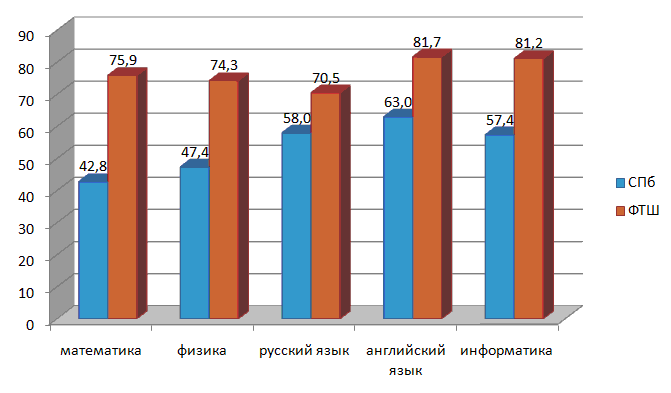 90
80
70
60
50
40
30
20
10
0
42,8
75,9
47,4
74,3
58,0
70,5
63,0
81,7
57,4
81,2
математика
физика
русский язык
английский
язык
информатика
СПб
ФТШ